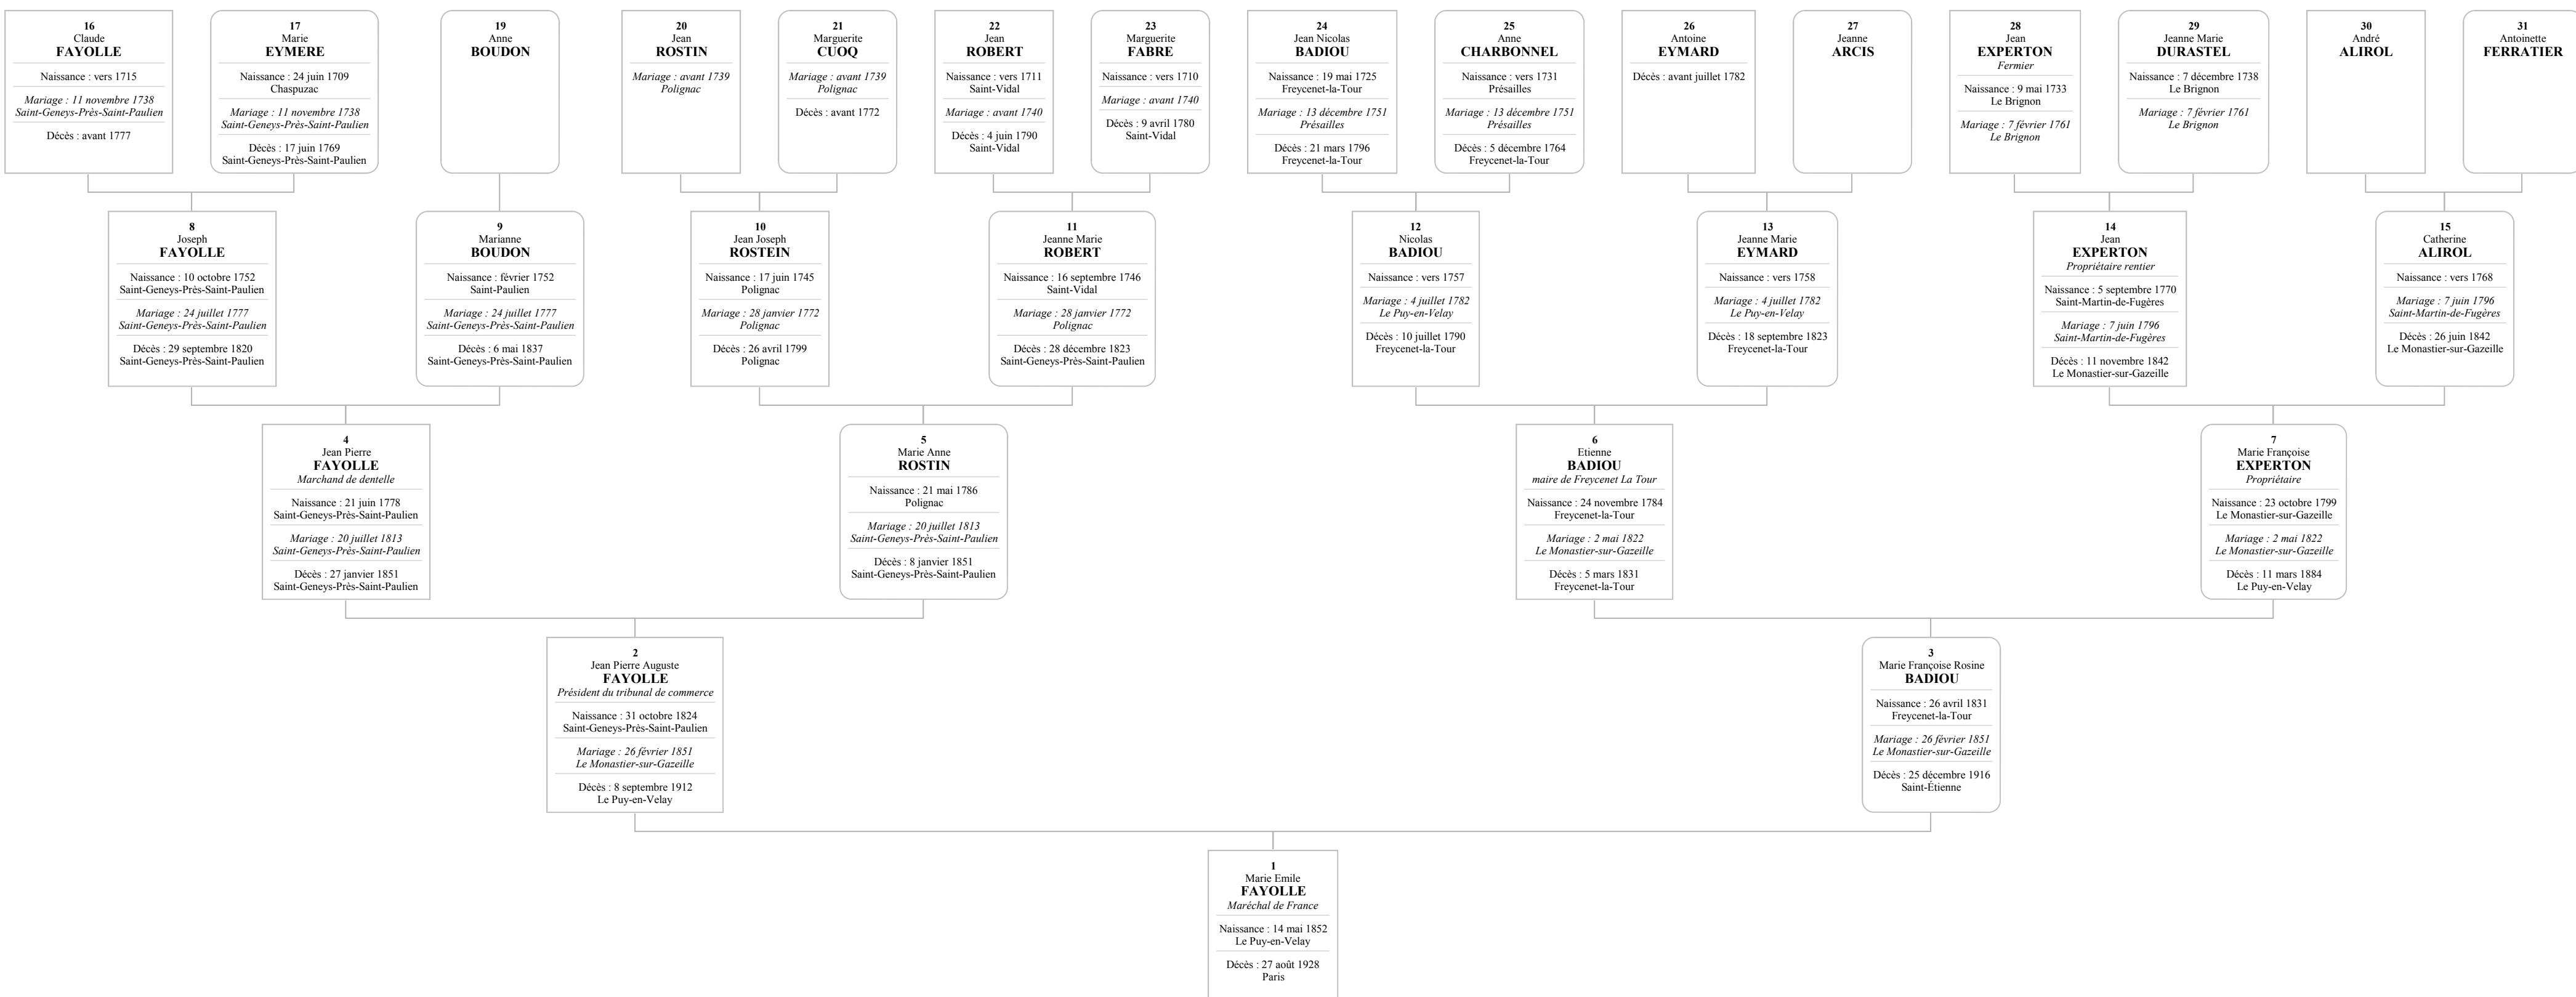 16
Claude
FAYOLLE
Naissance : vers 1715
Mariage : 11 novembre 1738
Saint-Geneys-Près-Saint-Paulien
Décès : avant 1777
17
Marie
EYMERE
Naissance : 24 juin 1709
Chaspuzac
Mariage : 11 novembre 1738
Saint-Geneys-Près-Saint-Paulien
Décès : 17 juin 1769
Saint-Geneys-Près-Saint-Paulien
19
Anne
BOUDON
20
Jean
ROSTIN
Mariage : avant 1739
Polignac
21
Marguerite
CUOQ
Mariage : avant 1739
Polignac
Décès : avant 1772
22
Jean
ROBERT
Naissance : vers 1711
Saint-Vidal
Mariage : avant 1740
Décès : 4 juin 1790
Saint-Vidal
23
Marguerite
FABRE
Naissance : vers 1710
Mariage : avant 1740
Décès : 9 avril 1780
Saint-Vidal
24
Jean Nicolas
BADIOU
Naissance : 19 mai 1725
Freycenet-la-Tour
Mariage : 13 décembre 1751
Présailles
Décès : 21 mars 1796
Freycenet-la-Tour
25
Anne
CHARBONNEL
Naissance : vers 1731
Présailles
Mariage : 13 décembre 1751
Présailles
Décès : 5 décembre 1764
Freycenet-la-Tour
26
Antoine
EYMARD
Décès : avant juillet 1782
27
Jeanne
ARCIS
28
Jean
EXPERTON
Fermier
Naissance : 9 mai 1733
Le Brignon
Mariage : 7 février 1761
Le Brignon
29
Jeanne Marie
DURASTEL
Naissance : 7 décembre 1738
Le Brignon
Mariage : 7 février 1761
Le Brignon
30
André
ALIROL
31
Antoinette
FERRATIER
8
Joseph
FAYOLLE
Naissance : 10 octobre 1752
Saint-Geneys-Près-Saint-Paulien
Mariage : 24 juillet 1777
Saint-Geneys-Près-Saint-Paulien
Décès : 29 septembre 1820
Saint-Geneys-Près-Saint-Paulien
9
Marianne
BOUDON
Naissance : février 1752
Saint-Paulien
Mariage : 24 juillet 1777
Saint-Geneys-Près-Saint-Paulien
Décès : 6 mai 1837
Saint-Geneys-Près-Saint-Paulien
10
Jean Joseph
ROSTEIN
Naissance : 17 juin 1745
Polignac
Mariage : 28 janvier 1772
Polignac
Décès : 26 avril 1799
Polignac
11
Jeanne Marie
ROBERT
Naissance : 16 septembre 1746
Saint-Vidal
Mariage : 28 janvier 1772
Polignac
Décès : 28 décembre 1823
Saint-Geneys-Près-Saint-Paulien
12
Nicolas
BADIOU
Naissance : vers 1757
Mariage : 4 juillet 1782
Le Puy-en-Velay
Décès : 10 juillet 1790
Freycenet-la-Tour
13
Jeanne Marie
EYMARD
Naissance : vers 1758
Mariage : 4 juillet 1782
Le Puy-en-Velay
Décès : 18 septembre 1823
Freycenet-la-Tour
14
Jean
EXPERTON
Propriétaire rentier
Naissance : 5 septembre 1770
Saint-Martin-de-Fugères
Mariage : 7 juin 1796
Saint-Martin-de-Fugères
Décès : 11 novembre 1842
Le Monastier-sur-Gazeille
15
Catherine
ALIROL
Naissance : vers 1768
Mariage : 7 juin 1796
Saint-Martin-de-Fugères
Décès : 26 juin 1842
Le Monastier-sur-Gazeille
4
Jean Pierre
FAYOLLE
Marchand de dentelle
Naissance : 21 juin 1778
Saint-Geneys-Près-Saint-Paulien
Mariage : 20 juillet 1813
Saint-Geneys-Près-Saint-Paulien
Décès : 27 janvier 1851
Saint-Geneys-Près-Saint-Paulien
5
Marie Anne
ROSTIN
Naissance : 21 mai 1786
Polignac
Mariage : 20 juillet 1813
Saint-Geneys-Près-Saint-Paulien
Décès : 8 janvier 1851
Saint-Geneys-Près-Saint-Paulien
6
Etienne
BADIOU
maire de Freycenet La Tour
Naissance : 24 novembre 1784
Freycenet-la-Tour
Mariage : 2 mai 1822
Le Monastier-sur-Gazeille
Décès : 5 mars 1831
Freycenet-la-Tour
7
Marie Françoise
EXPERTON
Propriétaire
Naissance : 23 octobre 1799
Le Monastier-sur-Gazeille
Mariage : 2 mai 1822
Le Monastier-sur-Gazeille
Décès : 11 mars 1884
Le Puy-en-Velay
2
Jean Pierre Auguste
FAYOLLE
Président du tribunal de commerce
Naissance : 31 octobre 1824
Saint-Geneys-Près-Saint-Paulien
Mariage : 26 février 1851
Le Monastier-sur-Gazeille
Décès : 8 septembre 1912
Le Puy-en-Velay
3
Marie Françoise Rosine
BADIOU
Naissance : 26 avril 1831
Freycenet-la-Tour
Mariage : 26 février 1851
Le Monastier-sur-Gazeille
Décès : 25 décembre 1916
Saint-Étienne
1
Marie Emile
FAYOLLE
Maréchal de France
Naissance : 14 mai 1852
Le Puy-en-Velay
Décès : 27 août 1928
Paris